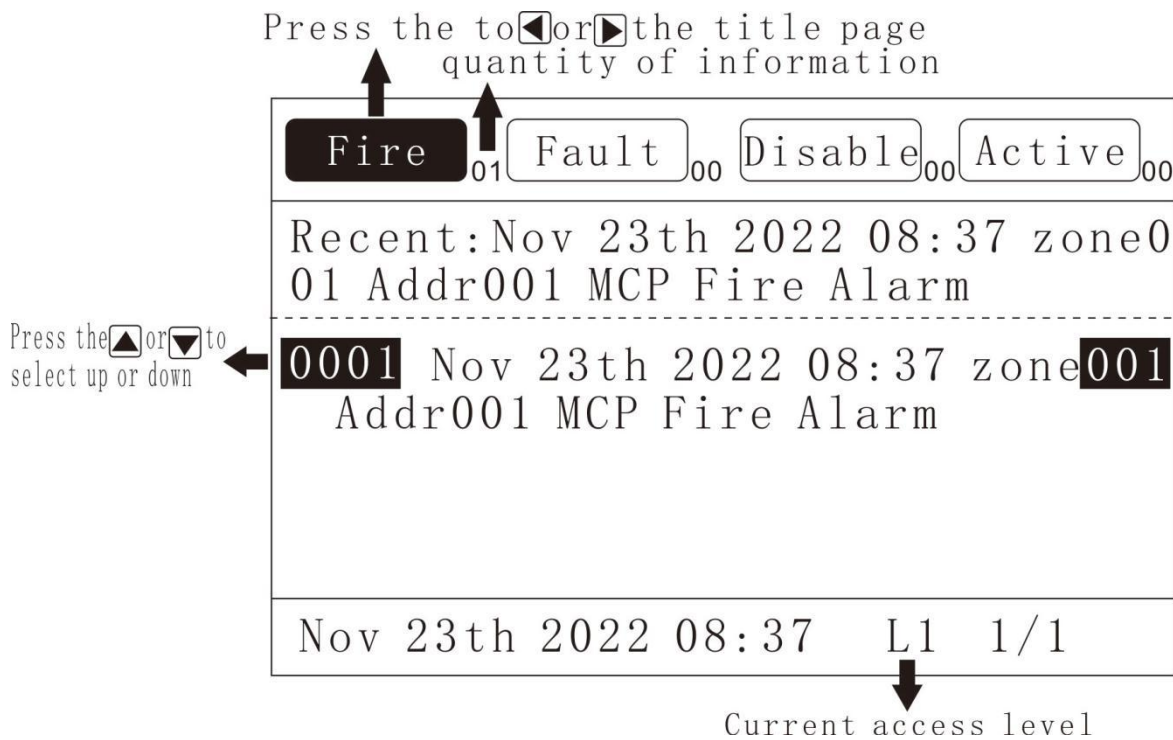 Press the to◀or▶the title page
quantity of information
Fire 01 Fault 00 Disable 00 Active 00
Recent:Nov 23th 2022 08:37 zone0
01 Addr001 MCP Fire Alarm
Press the▲or▼to
select up or down
0001 Nov 23th 2022 08:37 zone001
Addr001 MCP Fire Alarm
Nov 23th 2022 08:37 L1 1/1
Current access level